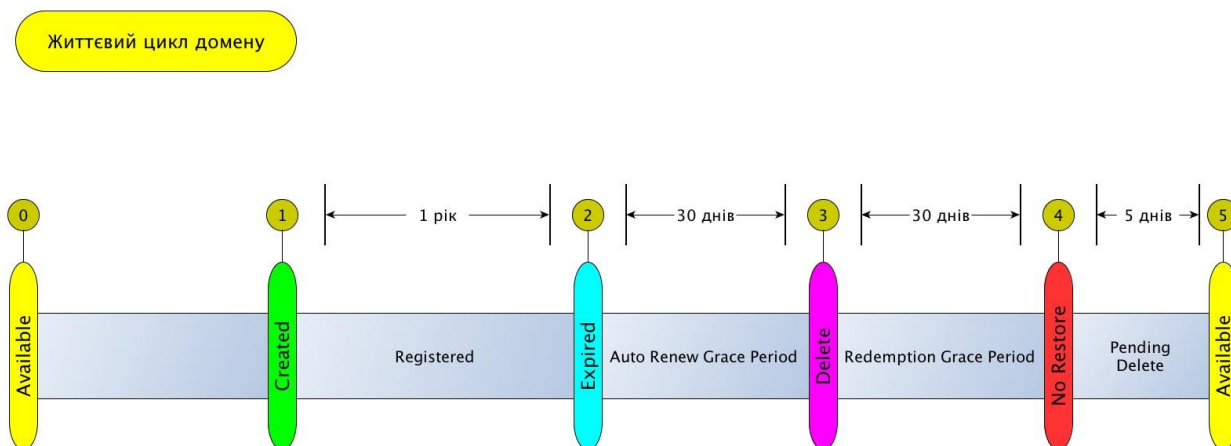 Життєвий цикл домену
0
1
1 рік
2
30 днів
3
30 днів
4
5 днів
5
Available
Created
Registered
Expired
Auto Renew Grace Period
Delete
Redemption Grace Period
No Restore
Pending
Delete
Available